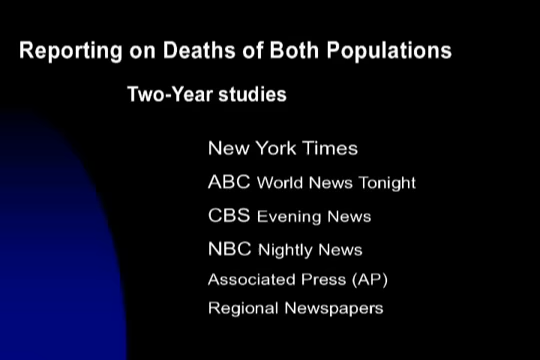 Reporting on Deaths of Both Populations
Two-Year studies
New York Times
ABC World News Tonight
CBS Evening News
NBC Nightly News
Associated Press (AP)
Regional Newspapers